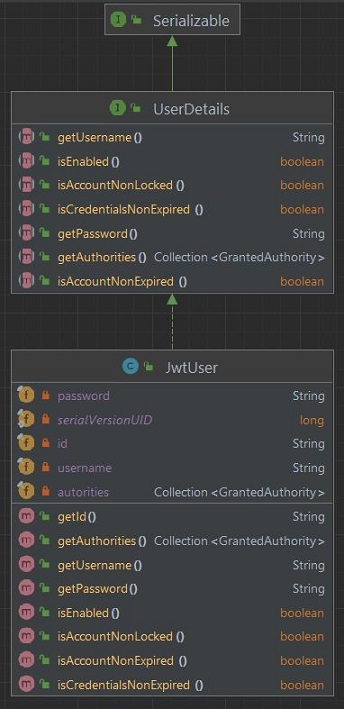 I Serializable
I UserDetails
m getUsername() String
m isEnabled() boolean
m isAccountNonLocked () boolean
m isCredentialsNonExpired () boolean
m getPassword() String
m getAuthorities() Collection <GrantedAuthority>
m isAccountNonExpired () boolean
C JwtUser
f password String
f serialVersionUID long
f id String
f username String
f autorities Collection <GrantedAuthority>
m getId() String
m getAuthorities() Collection <GrantedAuthority>
m getUsername() String
m getPassword() String
m isEnabled() boolean
m isAccountNonLocked () boolean
m isAccountNonExpired () boolean
m isCredentialsNonExpired () boolean